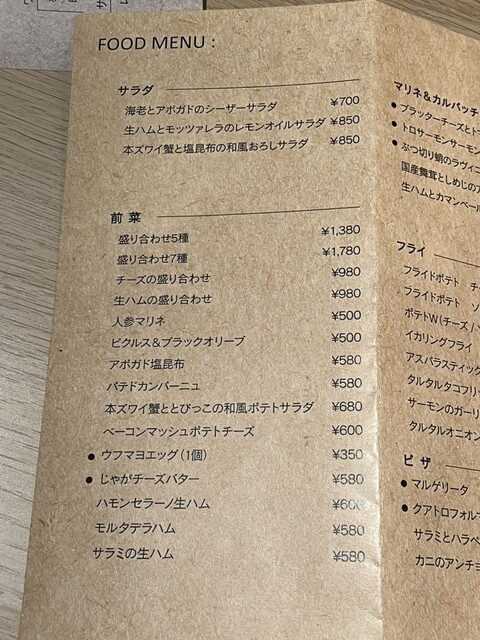 FOOD MENU :
サラダ
海老とアボガドのシーザーサラダ ¥700
生ハムとモッツァレラのレモンオイルサラダ ¥850
本ズワイ蟹と塩昆布の和風おろしサラダ ¥850
前菜
盛り合わせ5種 ¥1,380
盛り合わせ7種 ¥1,780
チーズの盛り合わせ ¥980
生ハムの盛り合わせ ¥980
人参マリネ ¥500
ピクルス&ブラックオリーブ ¥500
アボガド塩昆布 ¥580
パテドカンパーニュ ¥580
本ズワイ蟹ととびっこの和風ポテトサラダ ¥680
ベーコンマッシュポテトチーズ ¥600
● ウフマヨエッグ(1個) ¥350
● じゃがチーズバター ¥580
ハモンセラーノ生ハム ¥600
モルタデラハム ¥580
サラミの生ハム ¥580
マリネ&カルパッチ
● ブラッターチーズとト
● トロサーモンサーモン
● ぶつ切り蛸のラヴィニ
国産舞茸としめじのア
生ハムとカマンベール
フライ
フライドポテト チー
フライドポテト ソ
ポテトW(チーズ/
イカリングフライ
アスパラスティック
タルタルタコフリッ
サーモンのガーリ
タルタルオニオン
ピザ
● マルゲリータ
● クアトロフォルマ
サラミとハラペ
カニのアンチョ